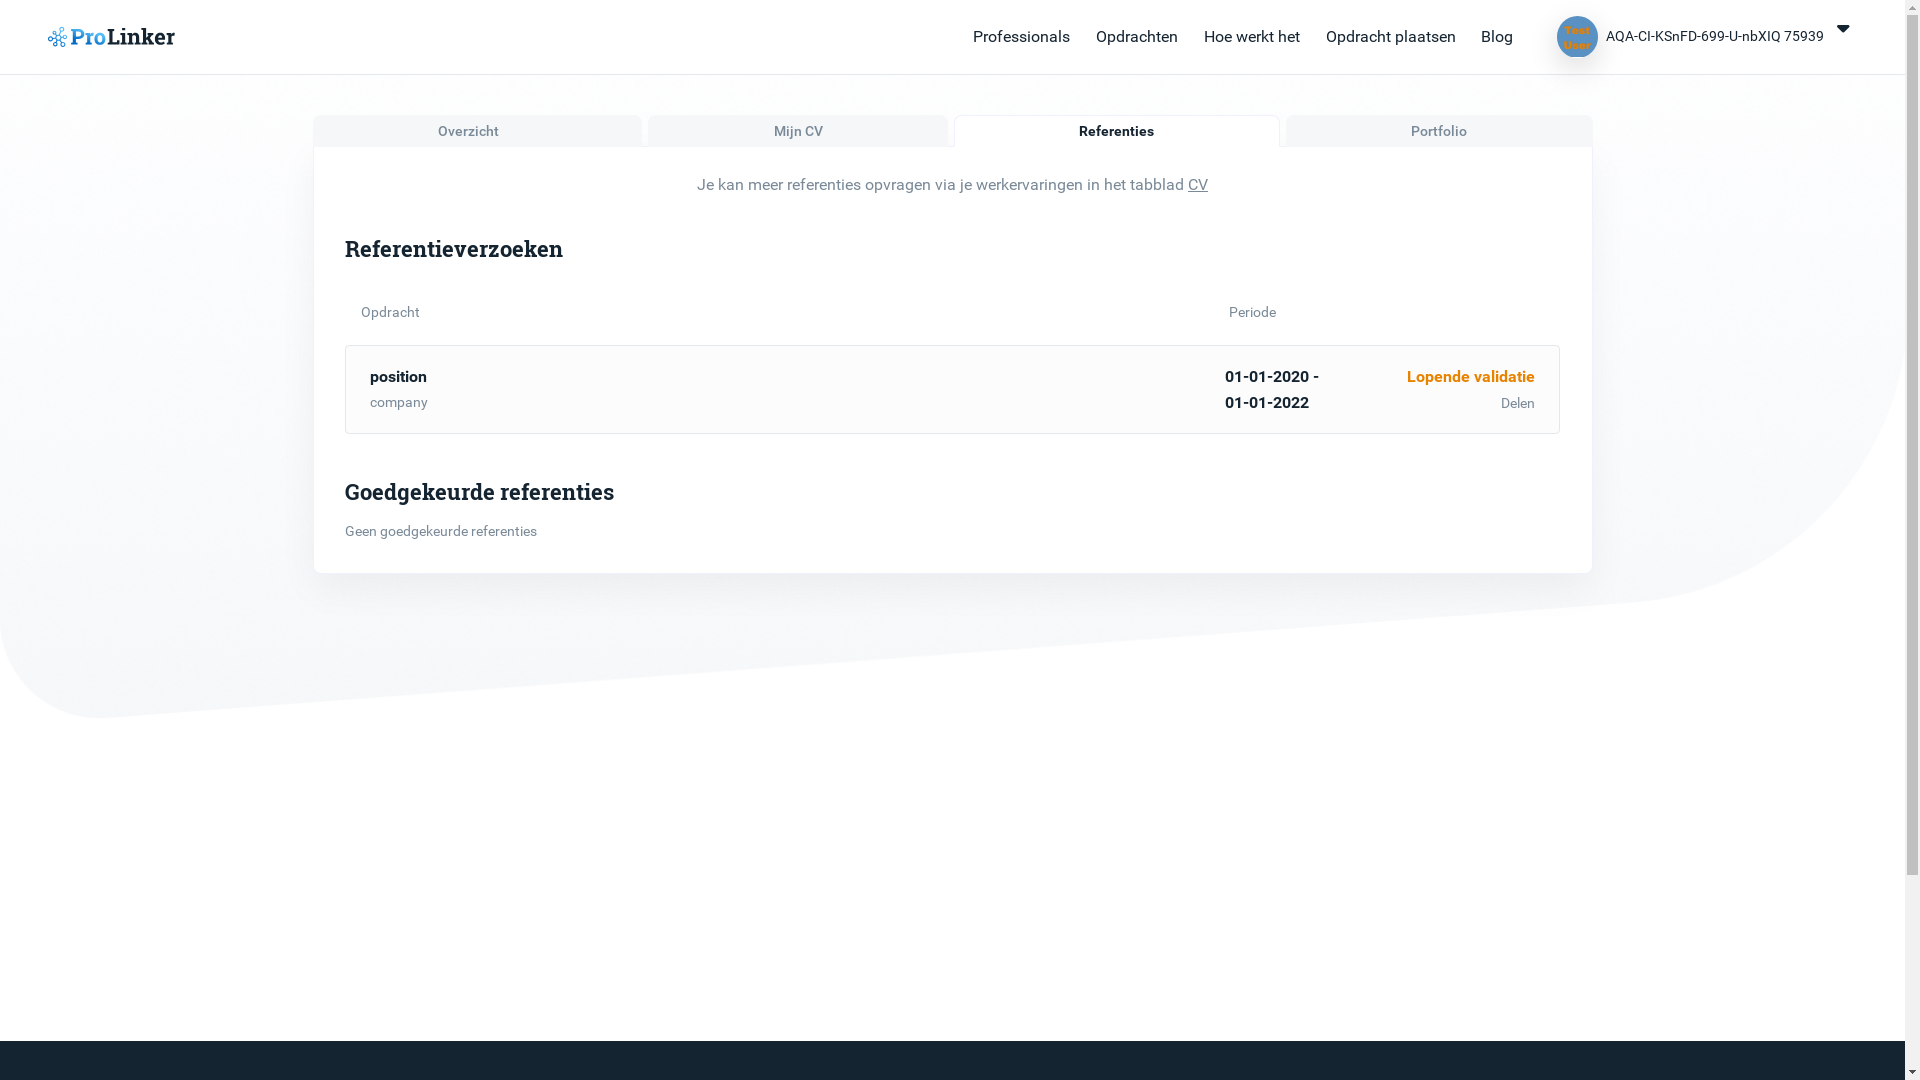 ProLinker
Professionals
Opdrachten
Hoe werkt het
Opdracht plaatsen
Blog
Test
User
AQA-CI-KSnFD-699-U-nbXIQ 75939
Overzicht
Mijn CV
Referenties
Portfolio
Je kan meer referenties opvragen via je werkervaringen in het tabblad CV
Referentieverzoeken
Opdracht
Periode
position
company
01-01-2020 -
01-01-2022
Lopende validatie
Delen
Goedgekeurde referenties
Geen goedgekeurde referenties